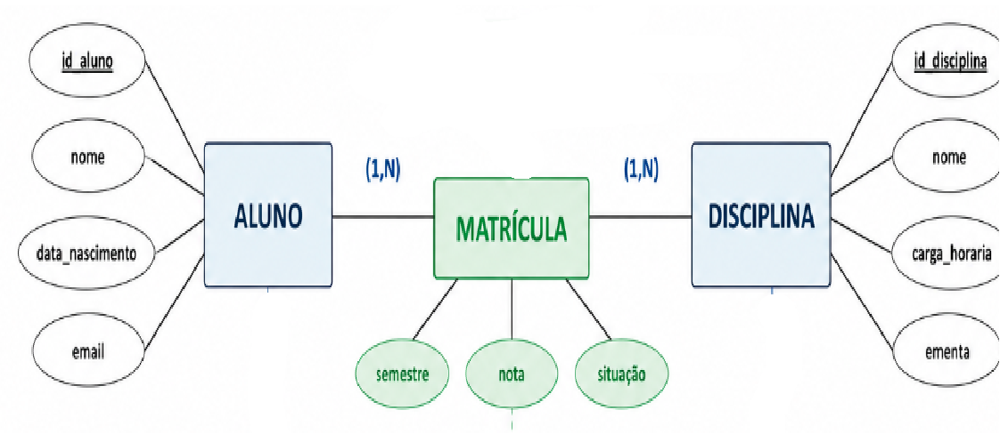 id_aluno
nome
data_nascimento
email
ALUNO
(1,N)
MATRÍCULA
semestre
nota
situação
(1,N)
DISCIPLINA
id_disciplina
nome
carga_horaria
ementa